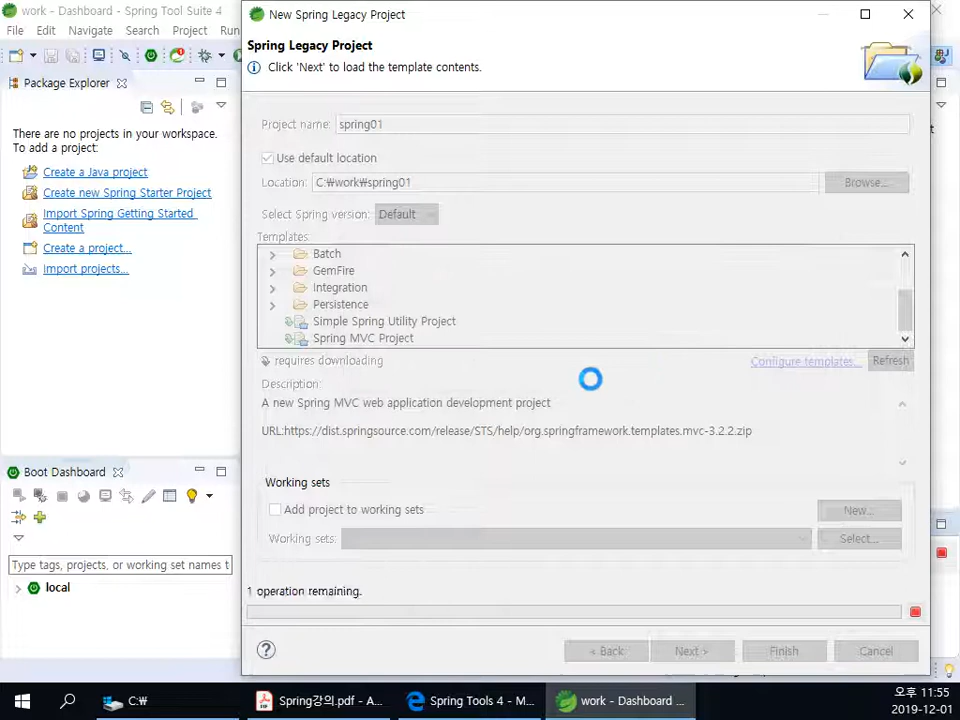 work - Dashboard - Spring Tool Suite 4
File Edit Navigate Search Project Run
Package Explorer
There are no projects in your workspace.
To add a project:
Create a Java project
Create new Spring Starter Project
Import Spring Getting Started
Content
Create a project...
Import projects...
Boot Dashboard
Type tags, projects, or working set names t
local
New Spring Legacy Project
Spring Legacy Project
Click 'Next' to load the template contents.
Project name: spring01
Use default location
Location: C:₩work₩spring01 Browse...
Select Spring version: Default
Templates:
Batch
GemFire
Integration
Persistence
Simple Spring Utility Project
Spring MVC Project
requires downloading Configure templates... Refresh
Description:
A new Spring MVC web application development project
URL:https://dist.springsource.com/release/STS/help/org.springframework.templates.mvc-3.2.2.zip
Working sets
Add project to working sets New...
Working sets: Select...
1 operation remaining.
? < Back Next > Finish Cancel
C:₩ Spring강의.pdf - A... Spring Tools 4 - M... work - Dashboard ...
오후 11:55
2019-12-01